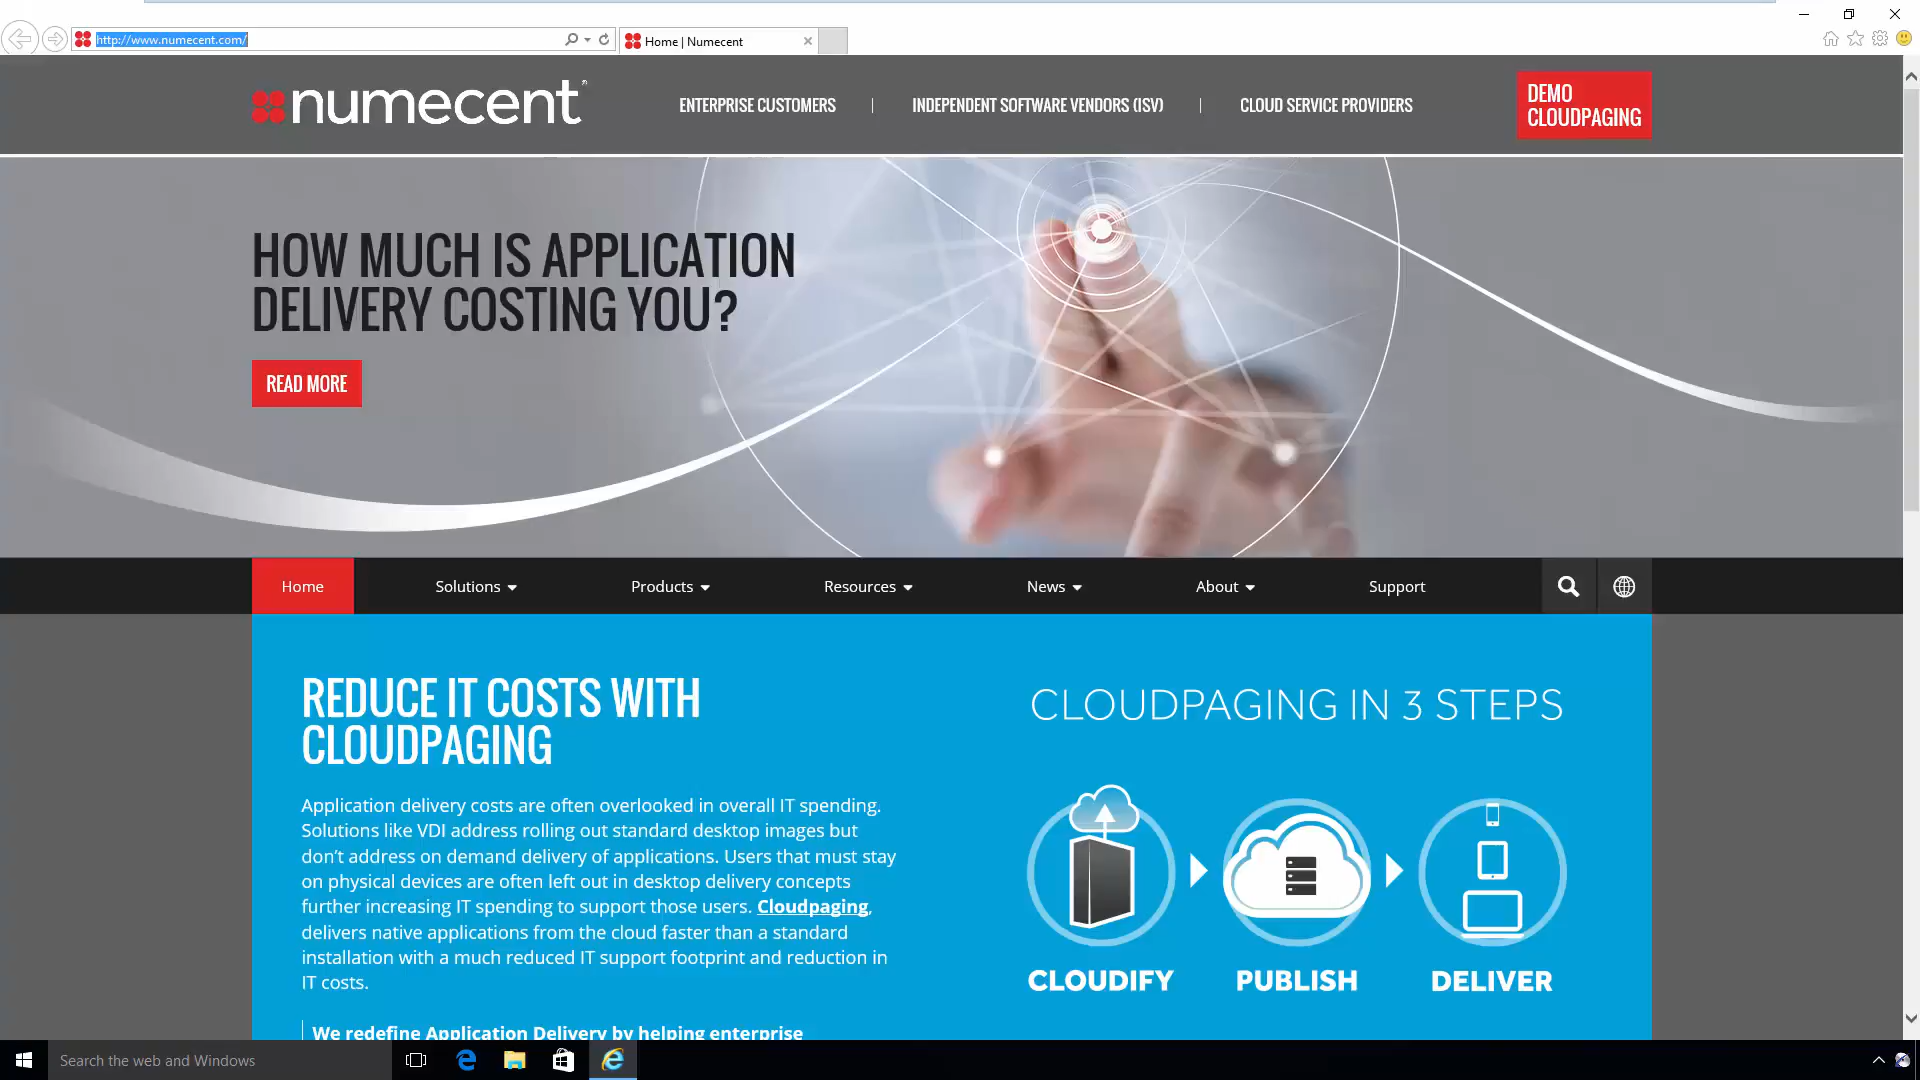 http://www.numecent.com/
Home | Numecent
numecent
ENTERPRISE CUSTOMERS | INDEPENDENT SOFTWARE VENDORS (ISV) | CLOUD SERVICE PROVIDERS
DEMO
CLOUDPAGING
HOW MUCH IS APPLICATION
DELIVERY COSTING YOU?
READ MORE
Home Solutions Products Resources News About Support
REDUCE IT COSTS WITH
CLOUDPAGING
Application delivery costs are often overlooked in overall IT spending.
Solutions like VDI address rolling out standard desktop images but
don't address on demand delivery of applications. Users that must stay
on physical devices are often left out in desktop delivery concepts
further increasing IT spending to support those users. Cloudpaging,
delivers native applications from the cloud faster than a standard
installation with a much reduced IT support footprint and reduction in
IT costs.
We redefine Application Delivery by helping enterprise
CLOUDPAGING IN 3 STEPS
CLOUDIFY PUBLISH DELIVER
Search the web and Windows